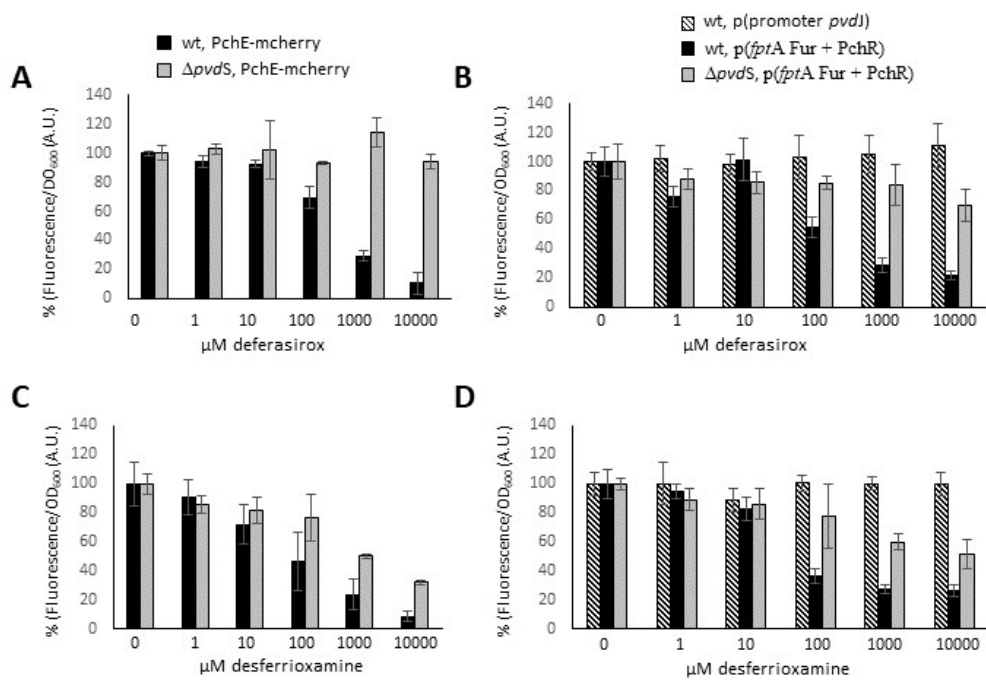 wt, PchE-mcherry
ΔpvdS, PchE-mcherry
wt, p(promoter pvdJ)
wt, p(fptA Fur + PchR)
ΔpvdS, p(fptA Fur + PchR)
A
% (Fluorescence/DO600 (A.U.)
140
120
100
80
60
40
20
0
0 1 10 100 1000 10000
µM deferasirox
B
% (Fluorescence/OD600 (A.U.)
140
120
100
80
60
40
20
0
0 1 10 100 1000 10000
µM deferasirox
C
% (Fluorescence/OD600 (A.U.)
140
120
100
80
60
40
20
0
0 1 10 100 1000 10000
µM desferrioxamine
D
% (Fluorescence/OD600 (A.U.)
140
120
100
80
60
40
20
0
0 1 10 100 1000 10000
µM desferrioxamine